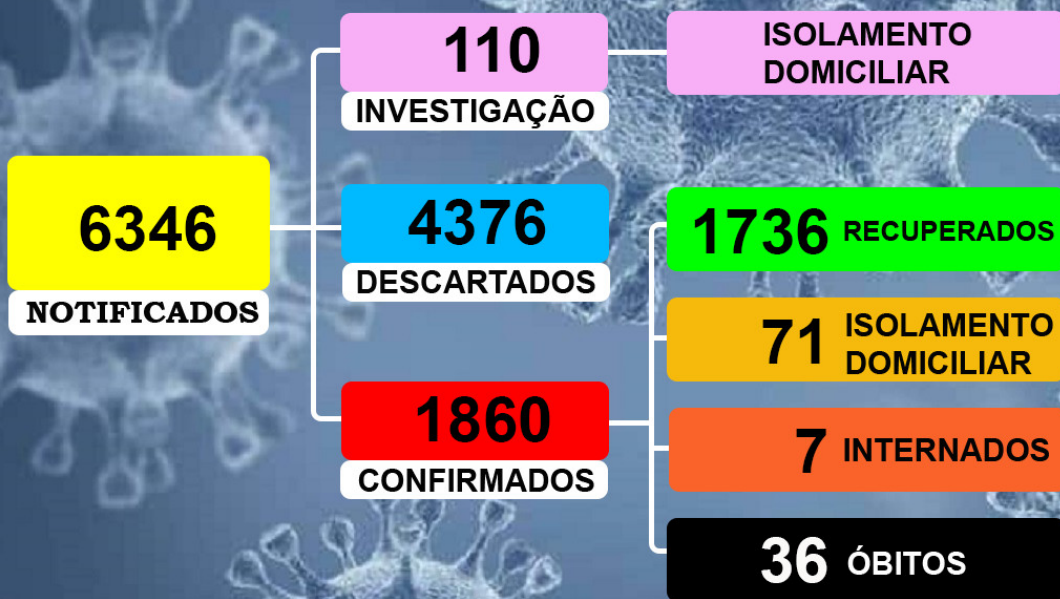 6346
NOTIFICADOS
110
INVESTIGAÇÃO
ISOLAMENTO
DOMICILIAR
4376
DESCARTADOS
1860
CONFIRMADOS
1736 RECUPERADOS
71 ISOLAMENTO
DOMICILIAR
7 INTERNADOS
36 ÓBITOS